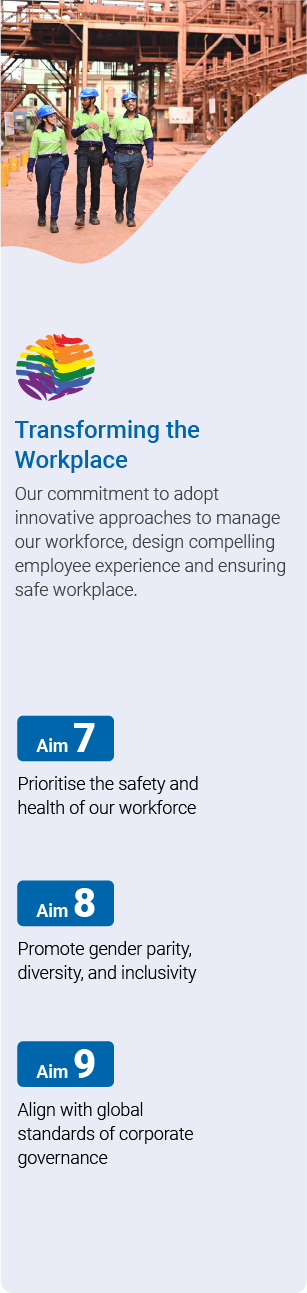 Transforming the
Workplace
Our commitment to adopt
innovative approaches to manage
our workforce, design compelling
employee experience and ensuring
safe workplace.
Aim 7
Prioritise the safety and
health of our workforce
Aim 8
Promote gender parity,
diversity, and inclusivity
Aim 9
Align with global
standards of corporate
governance